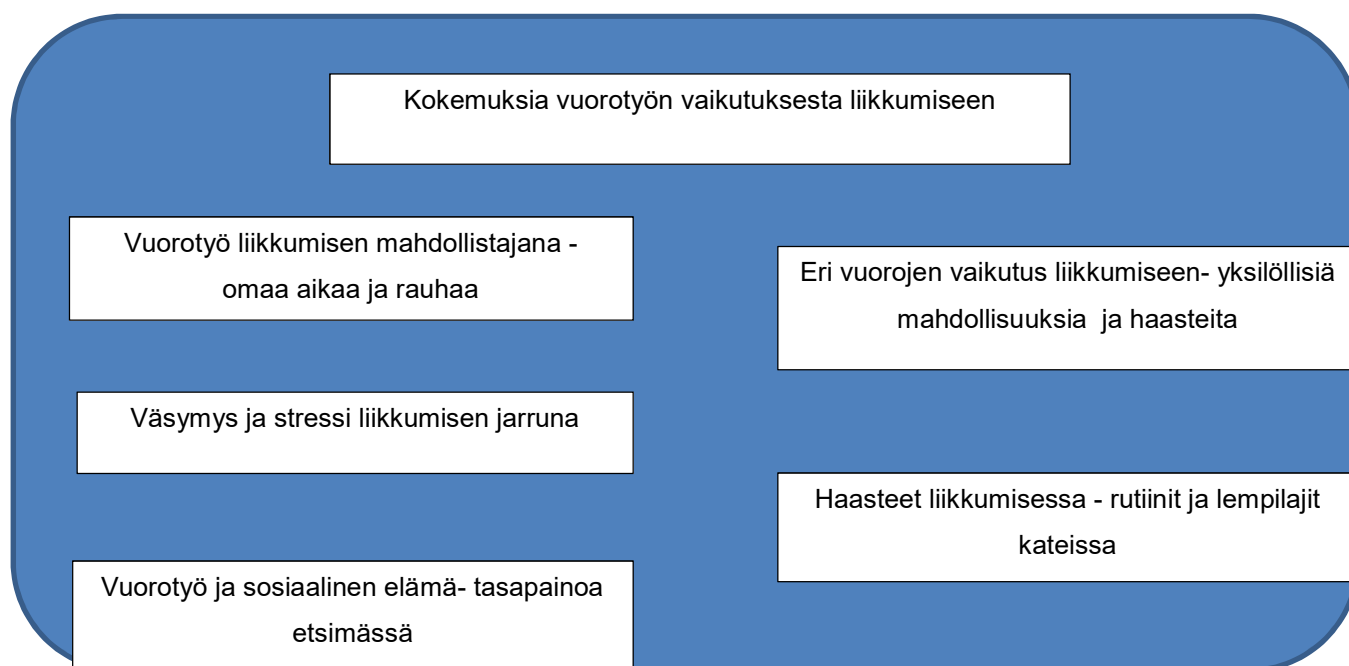 Kokemuksia vuorotyön vaikutuksesta liikkumiseen
Vuorotyö liikkumisen mahdollistajana -
omaa aikaa ja rauhaa
Eri vuorojen vaikutus liikkumiseen- yksilöllisiä
mahdollisuuksia ja haasteita
Väsymys ja stressi liikkumisen jarruna
Haasteet liikkumisessa - rutiinit ja lempilajit
kateissa
Vuorotyö ja sosiaalinen elämä- tasapainoa
etsimässä